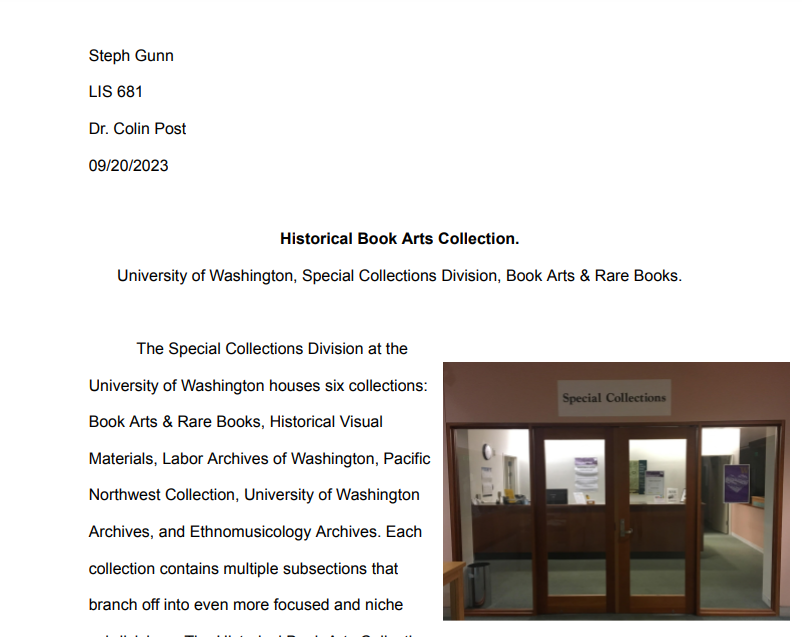 Steph Gunn
LIS 681
Dr. Colin Post
09/20/2023
Historical Book Arts Collection.
University of Washington, Special Collections Division, Book Arts & Rare Books.
The Special Collections Division at the
University of Washington houses six collections:
Book Arts & Rare Books, Historical Visual
Materials, Labor Archives of Washington, Pacific
Northwest Collection, University of Washington
Archives, and Ethnomusicology Archives. Each
collection contains multiple subsections that
branch off into even more focused and niche
Special Collections